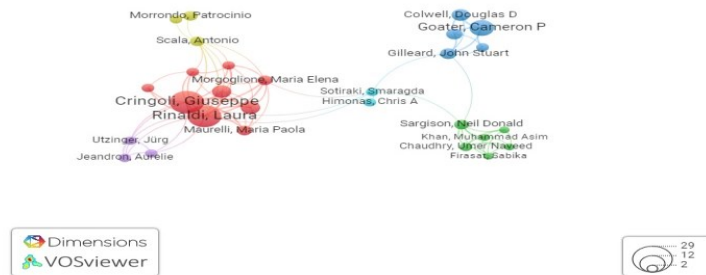 Morrondo, Patrocinio
Scala, Antonio
Morgoglione, Maria Elena
Cringoli, Giuseppe
Rinaldi, Laura
Maurelli, Maria Paola
Utzinger, Jürg
Jeandron, Aurelie
Colwell, Douglas D
Goater, Cameron P
Gilleard, John Stuart
Sotiraki, Smaragda
Himonas, Chris A
Sargison, Neil Donald
Khan, Muhammad Asim
Chaudhry, Umer Naveed
Firasat, Sabika
Dimensions
VOSviewer
29
12
2